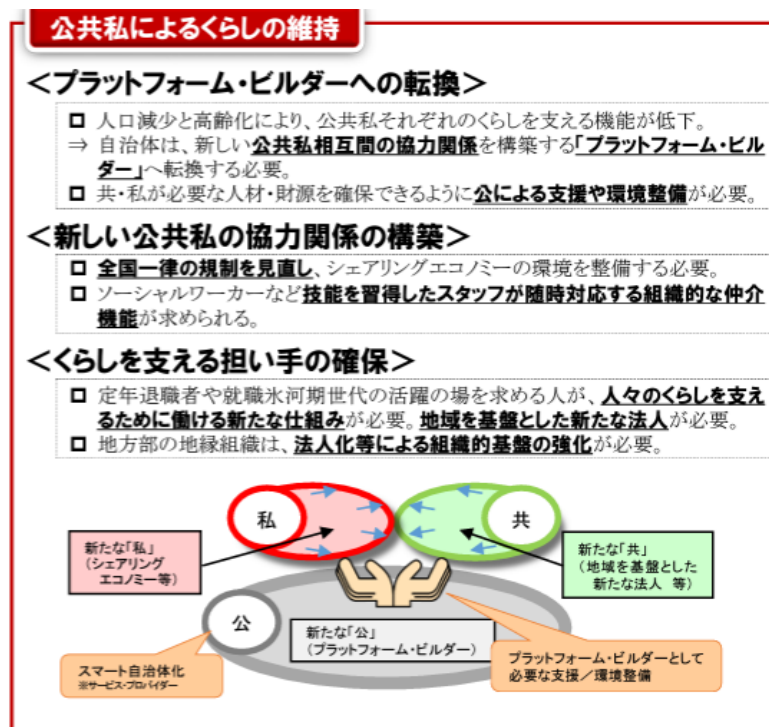 公共私によるくらしの維持
＜プラットフォーム・ビルダーへの転換＞
□ 人口減少と高齢化により、公共私それぞれのくらしを支える機能が低下。
⇒ 自治体は、新しい公共私相互間の協力関係を構築する「プラットフォーム・ビル
ダー」へ転換する必要。
□ 共・私が必要な人材・財源を確保できるように公による支援や環境整備が必要。
＜新しい公共私の協力関係の構築＞
□ 全国一律の規制を見直し、シェアリングエコノミーの環境を整備する必要。
□ ソーシャルワーカーなど技能を習得したスタッフが随時対応する組織的な仲介
機能が求められる。
＜くらしを支える担い手の確保＞
□ 定年退職者や就職氷河期世代の活躍の場を求める人が、人々のくらしを支え
るために働ける新たな仕組みが必要。地域を基盤とした新たな法人が必要。
□ 地方部の地縁組織は、法人化等による組織的基盤の強化が必要。
私
共
新たな「私」
（シェアリング
エコノミー等）
新たな「共」
（地域を基盤とした
新たな法人 等）
公
新たな「公」
（プラットフォーム・ビルダー）
スマート自治体化
※サービス・プロバイダー
プラットフォーム・ビルダーとして
必要な支援／環境整備